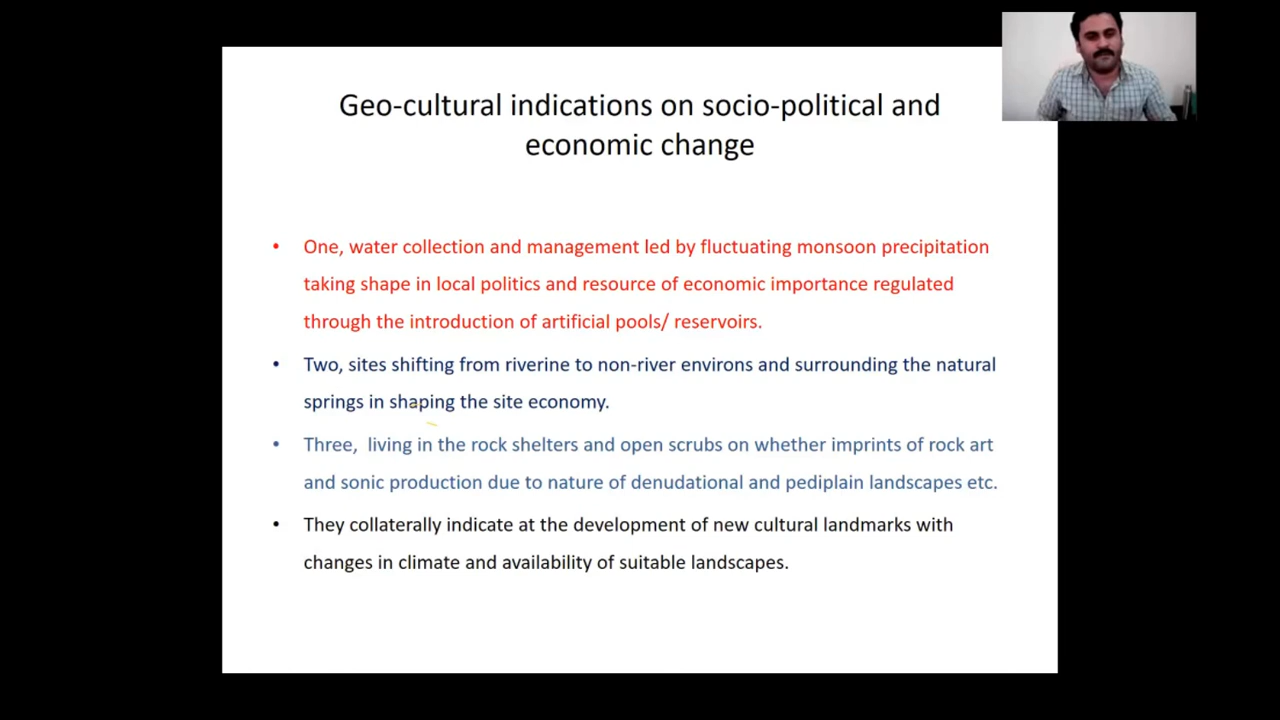 Geo-cultural indications on socio-political and
economic change
• One, water collection and management led by fluctuating monsoon precipitation
taking shape in local politics and resource of economic importance regulated
through the introduction of artificial pools/ reservoirs.
• Two, sites shifting from riverine to non-river environs and surrounding the natural
springs in shaping the site economy.
• Three,  living in the rock shelters and open scrubs on whether imprints of rock art
and sonic production due to nature of denudational and pediplain landscapes etc.
• They collaterally indicate at the development of new cultural landmarks with
changes in climate and availability of suitable landscapes.